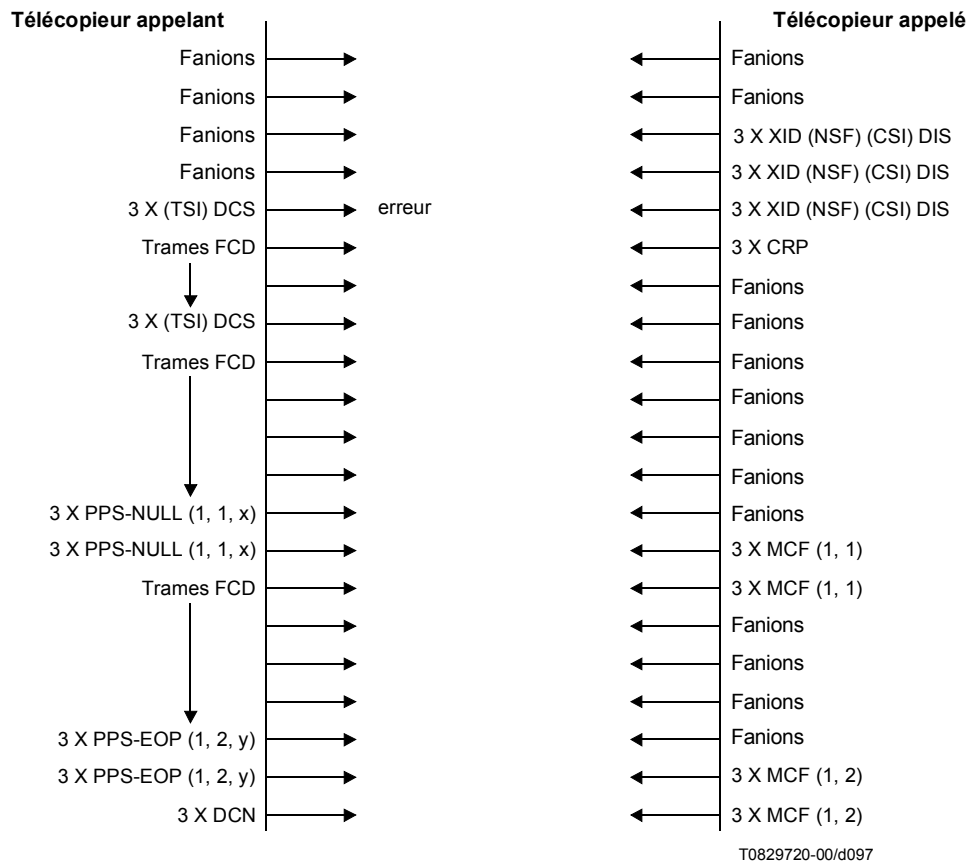 Télécopieur appelant Télécopieur appelé
Fanions Fanions
Fanions Fanions
Fanions 3 X XID (NSF) (CSI) DIS
Fanions 3 X XID (NSF) (CSI) DIS
3 X (TSI) DCS erreur 3 X XID (NSF) (CSI) DIS
Trames FCD 3 X CRP
Fanions
3 X (TSI) DCS Fanions
Trames FCD Fanions
Fanions
Fanions
Fanions
3 X PPS-NULL (1, 1, x) Fanions
3 X PPS-NULL (1, 1, x) 3 X MCF (1, 1)
Trames FCD 3 X MCF (1, 1)
Fanions
Fanions
Fanions
3 X PPS-EOP (1, 2, y) Fanions
3 X PPS-EOP (1, 2, y) 3 X MCF (1, 2)
3 X DCN 3 X MCF (1, 2)
T0829720-00/d097